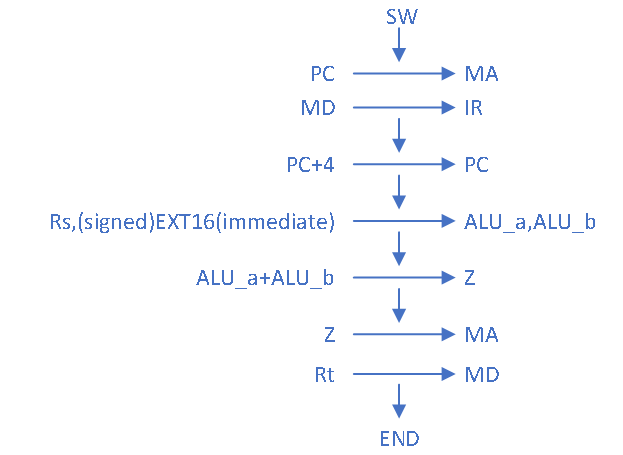 SW
PC MA
MD IR
PC+4 PC
Rs,(signed)EXT16(immediate) ALU_a,ALU_b
ALU_a+ALU_b Z
Z MA
Rt MD
END